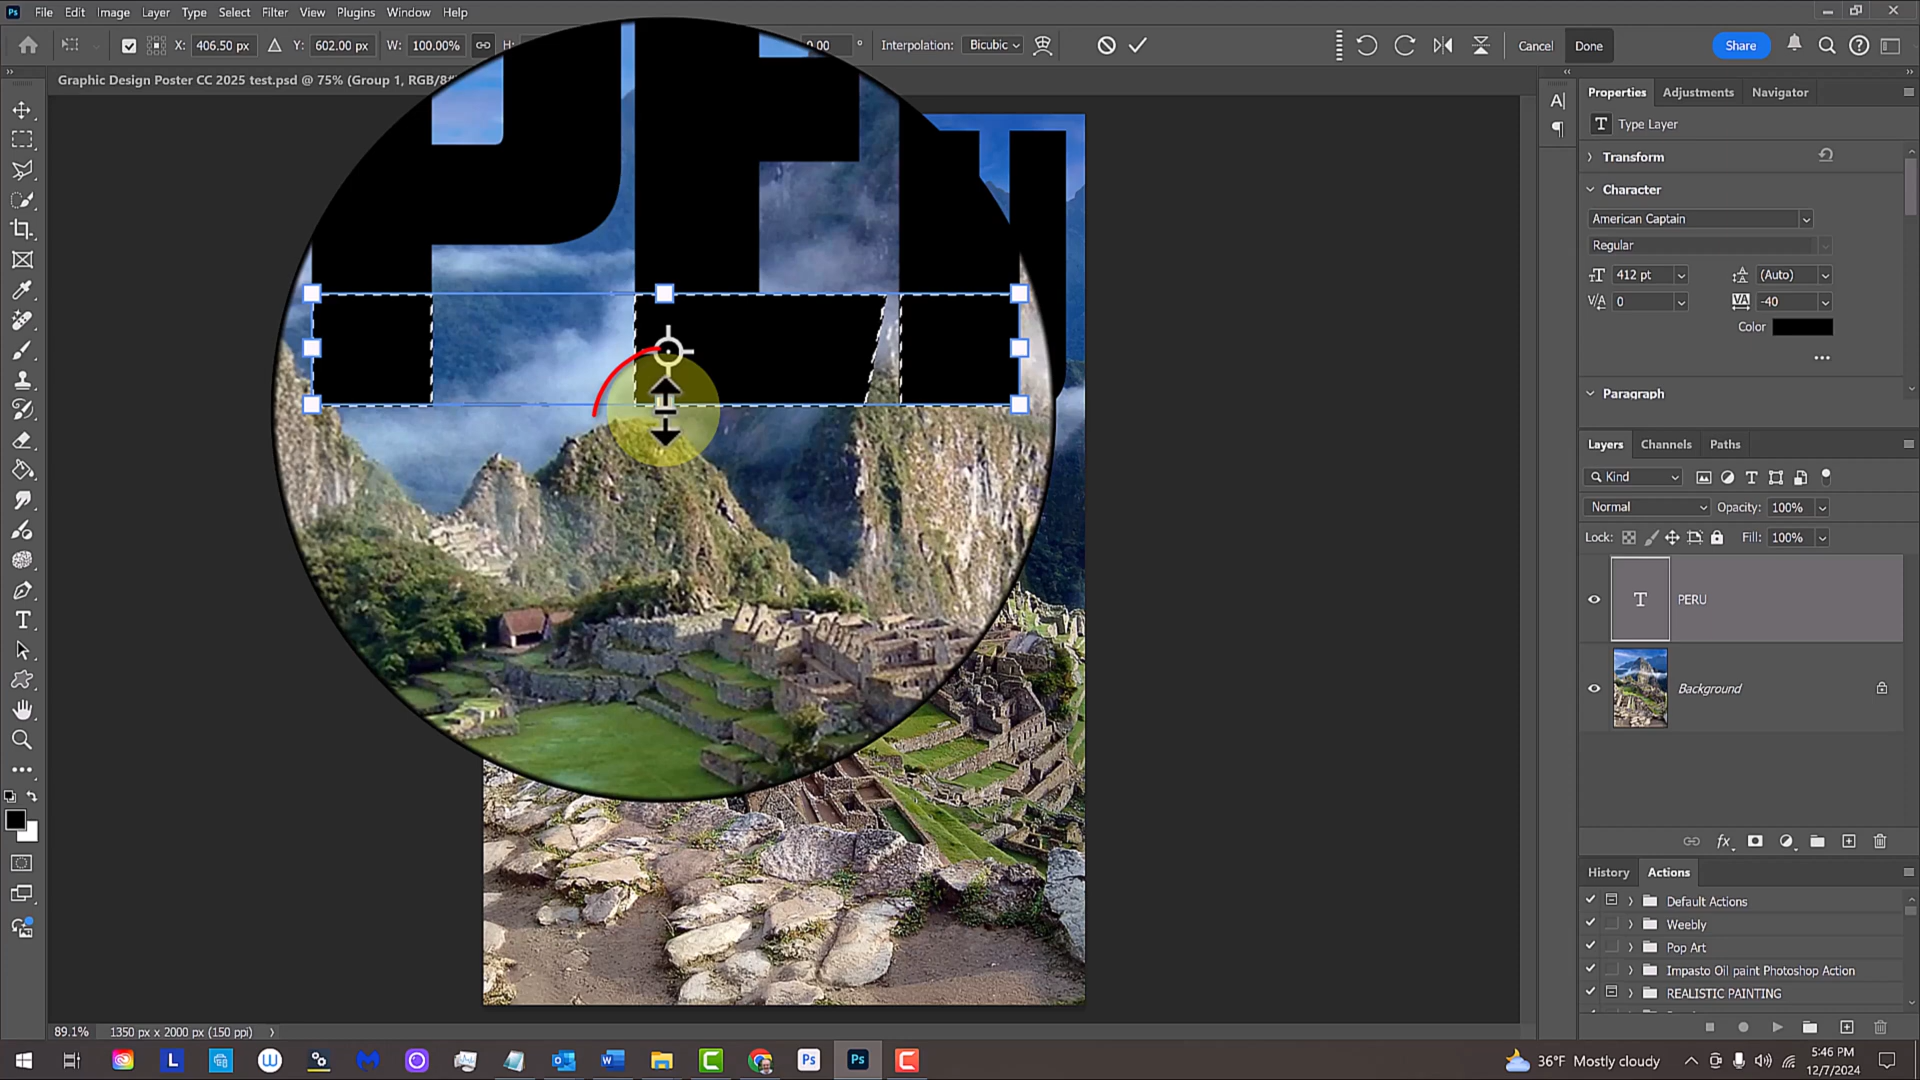 Ps File Edit Image Layer Type Select Filter View Plugins Window Help
X: 406.50 px Y: 602.00 px W: 100.00% H: 0.00 ° Interpolation: Bicubic Cancel Done Share
Graphic Design Poster CC 2025 test.psd @ 75% (Group 1, RGB/8#
Properties Adjustments Navigator
T Type Layer
Transform
Character
American Captain
Regular
412 pt (Auto)
0 -40
Color
Paragraph
Layers Channels Paths
Kind
Normal Opacity: 100%
Lock: Fill: 100%
T PERU
Background
fx
History Actions
Default Actions
Weebly
Pop Art
Impasto Oil paint Photoshop Action
REALISTIC PAINTING
89.1% 1350 px x 2000 px (150 ppi)
36°F Mostly cloudy
5:46 PM
12/7/2024